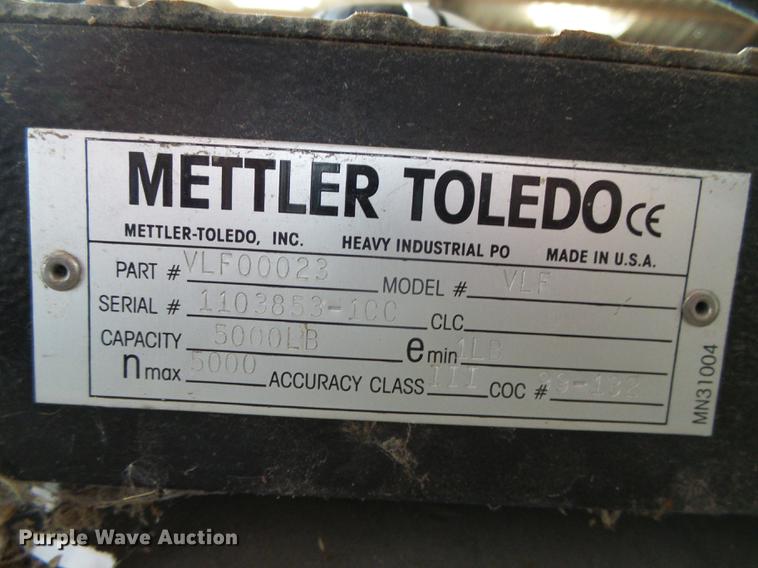 METTLER TOLEDO CE
METTLER-TOLEDO, INC. HEAVY INDUSTRIAL PO MADE IN U.S.A.
PART # VLF00023 MODEL # VLF
SERIAL # 1103853-1CC CLC
CAPACITY 5000LB e min 1LB
n max 5000 ACCURACY CLASS III COC #
MN31004
Purple Wave Auction